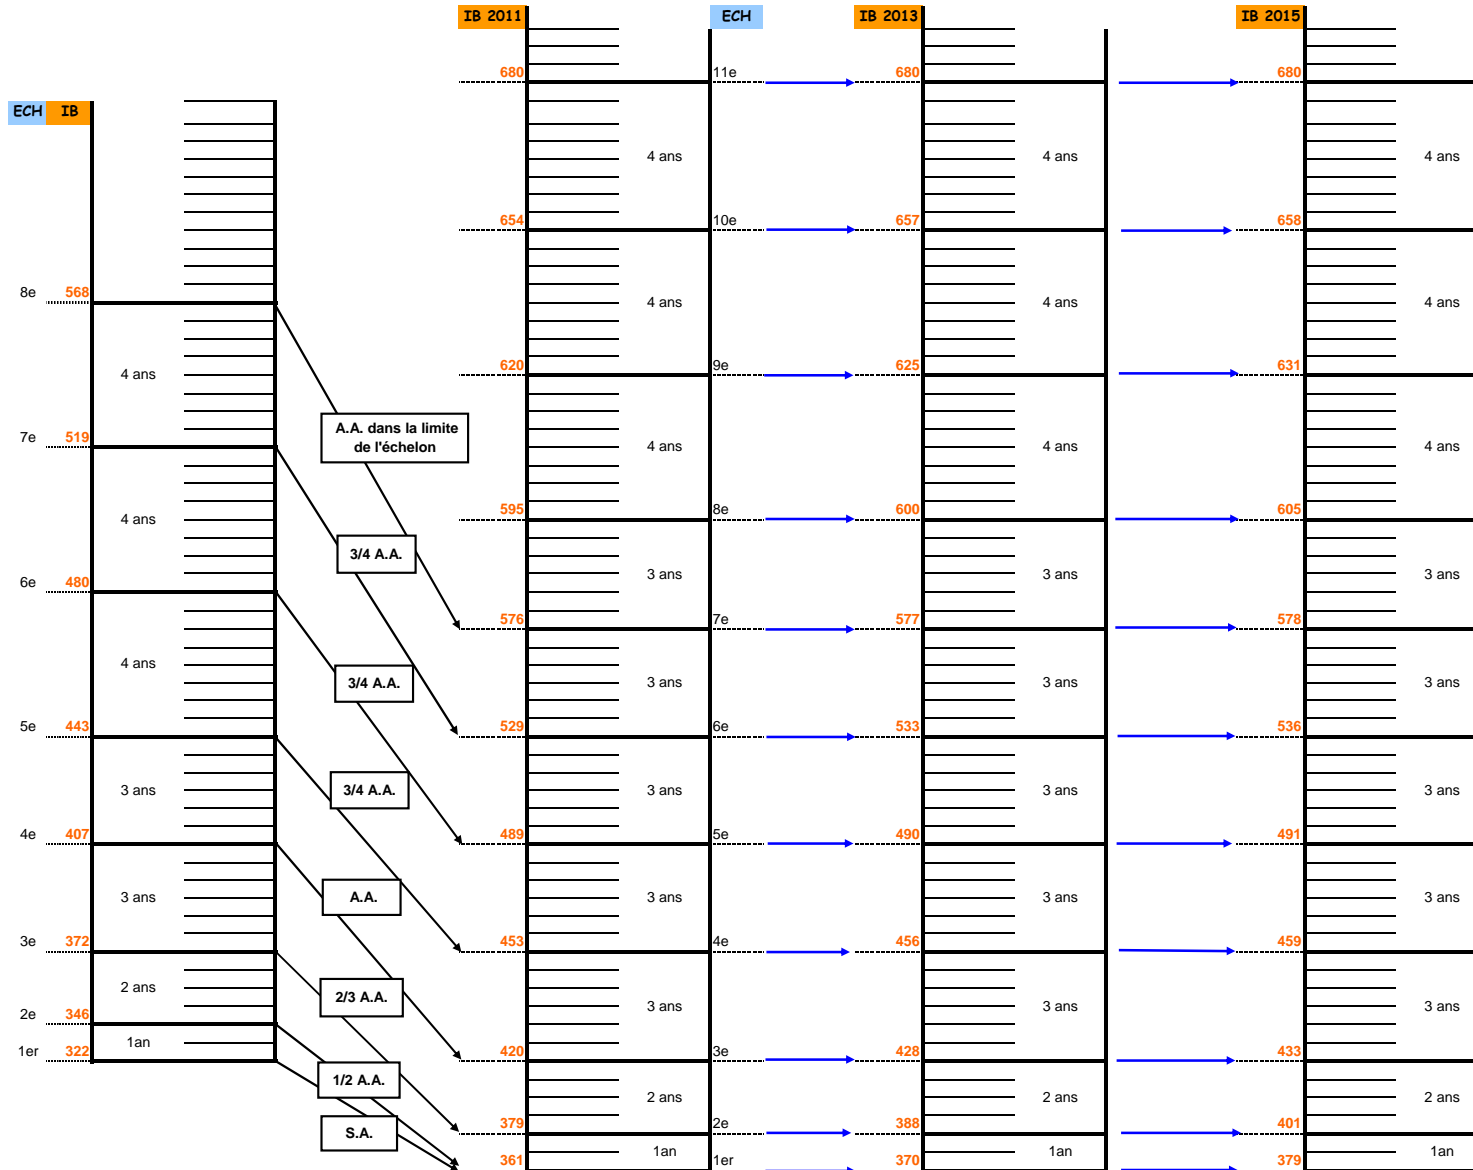 IB 2011 ECH IB 2013 IB 2015
680 11e 680 680
ECH IB
4 ans 4 ans 4 ans
654 10e 657 658
8e 568
4 ans 4 ans 4 ans
620 9e 625 631
4 ans
A.A. dans la limite
de l'échelon
7e 519
4 ans 4 ans 4 ans
595 8e 600 605
4 ans
3/4 A.A.
3 ans 3 ans 3 ans
6e 480
576 7e 577 578
4 ans
3/4 A.A.
3 ans 3 ans 3 ans
5e 443
529 6e 533 536
3 ans
3/4 A.A.
3 ans 3 ans 3 ans
4e 407
489 5e 490 491
3 ans
A.A.
3 ans 3 ans 3 ans
3e 372
453 4e 456 459
2 ans
2/3 A.A.
3 ans 3 ans 3 ans
2e 346
1an
1er 322
420 3e 428 433
1/2 A.A.
2 ans 2 ans 2 ans
379 2e 388 401
S.A.
1an 1an 1an
361 1er 370 379